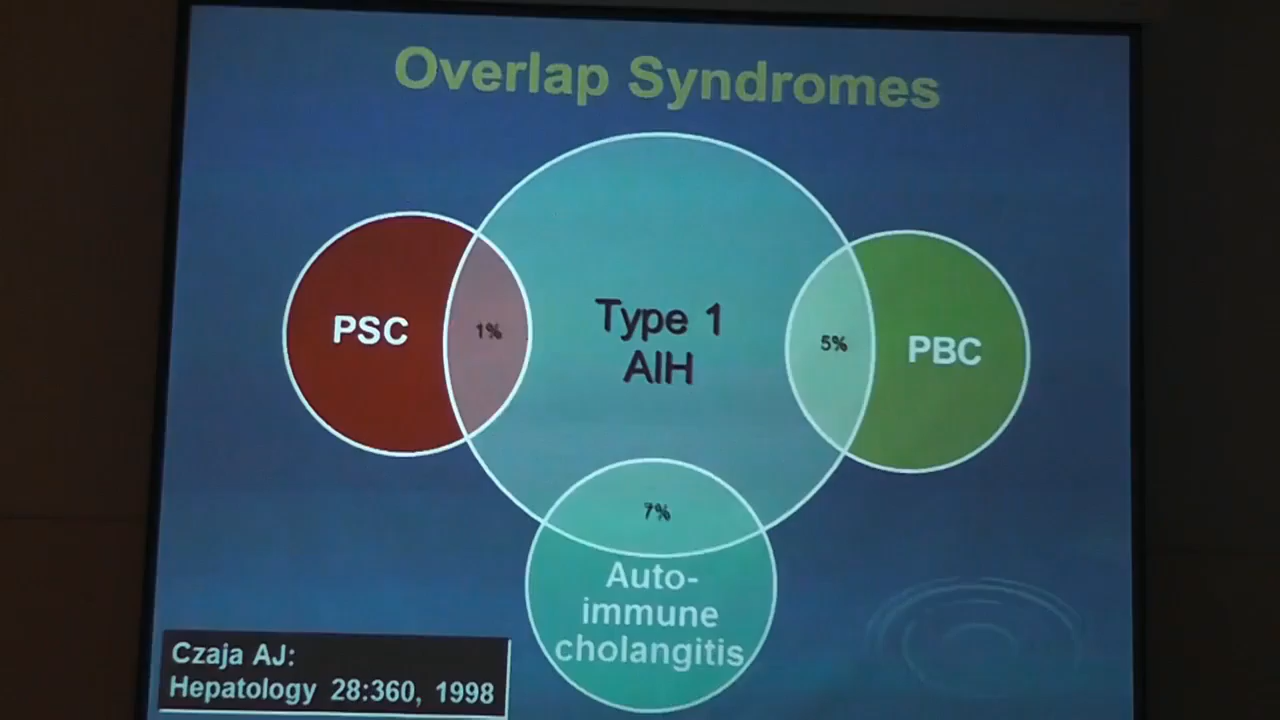 Overlap Syndromes
PSC
1%
Type 1
AIH
5%
PBC
7%
Auto-
immune
cholangitis
Czaja AJ:
Hepatology 28:360, 1998